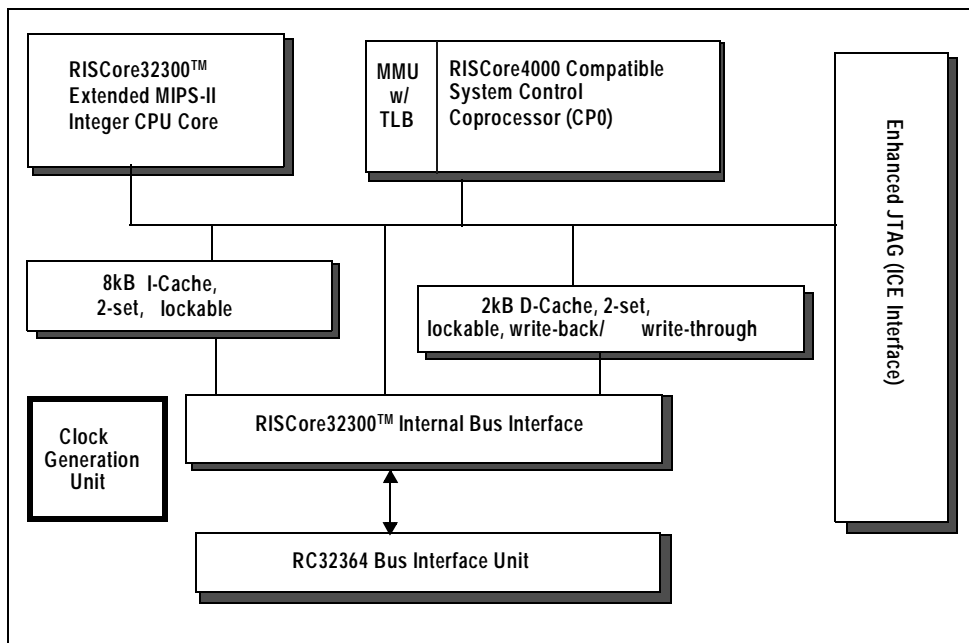 RISCore32300™
Extended MIPS-II
Integer CPU Core
MMU
w/
TLB
RISCore4000 Compatible
System Control
Coprocessor (CP0)
Enhanced JTAG (ICE Interface)
8kB I-Cache,
2-set, lockable
2kB D-Cache, 2-set,
lockable, write-back/ write-through
RISCore32300™ Internal Bus Interface
Clock
Generation
Unit
RC32364 Bus Interface Unit